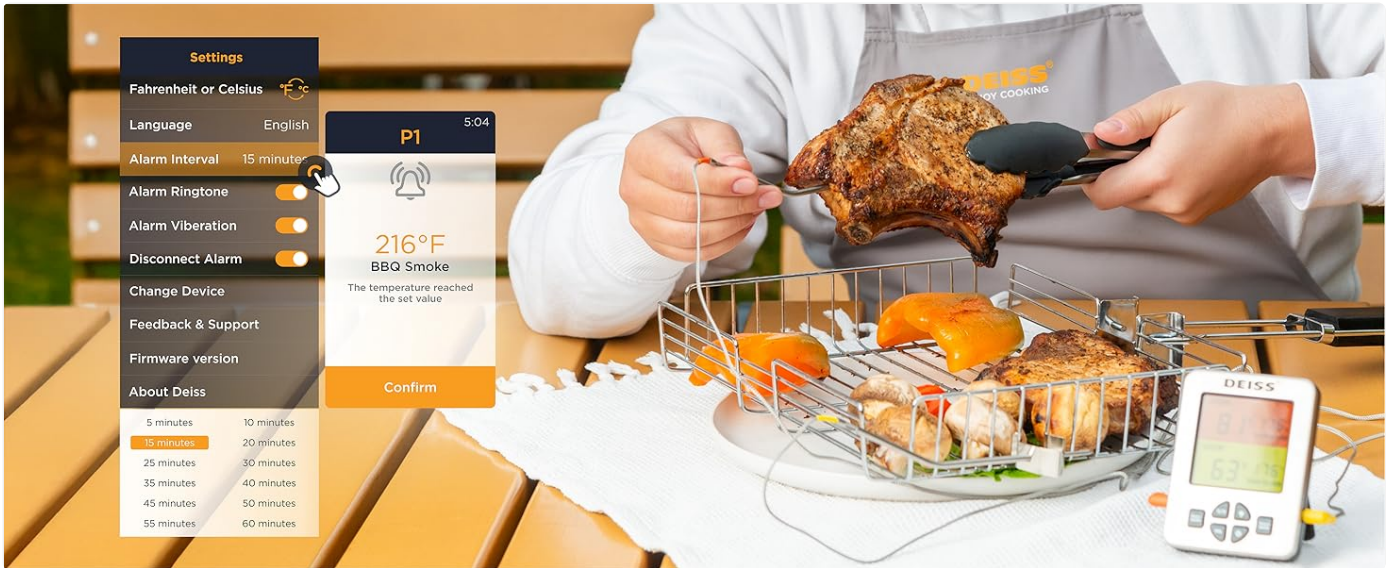 Settings
Fahrenheit or Celsius °F °C
Language English
Alarm Interval 15 minutes
Alarm Ringtone
Alarm Viberation
Disconnect Alarm
Change Device
Feedback & Support
Firmware version
About Deiss
5 minutes 10 minutes
15 minutes 20 minutes
25 minutes 30 minutes
35 minutes 40 minutes
45 minutes 50 minutes
55 minutes 60 minutes
5:04
P1
216°F
BBQ Smoke
The temperature reached
the set value
Confirm
DEISS®
COOKING
DEISS